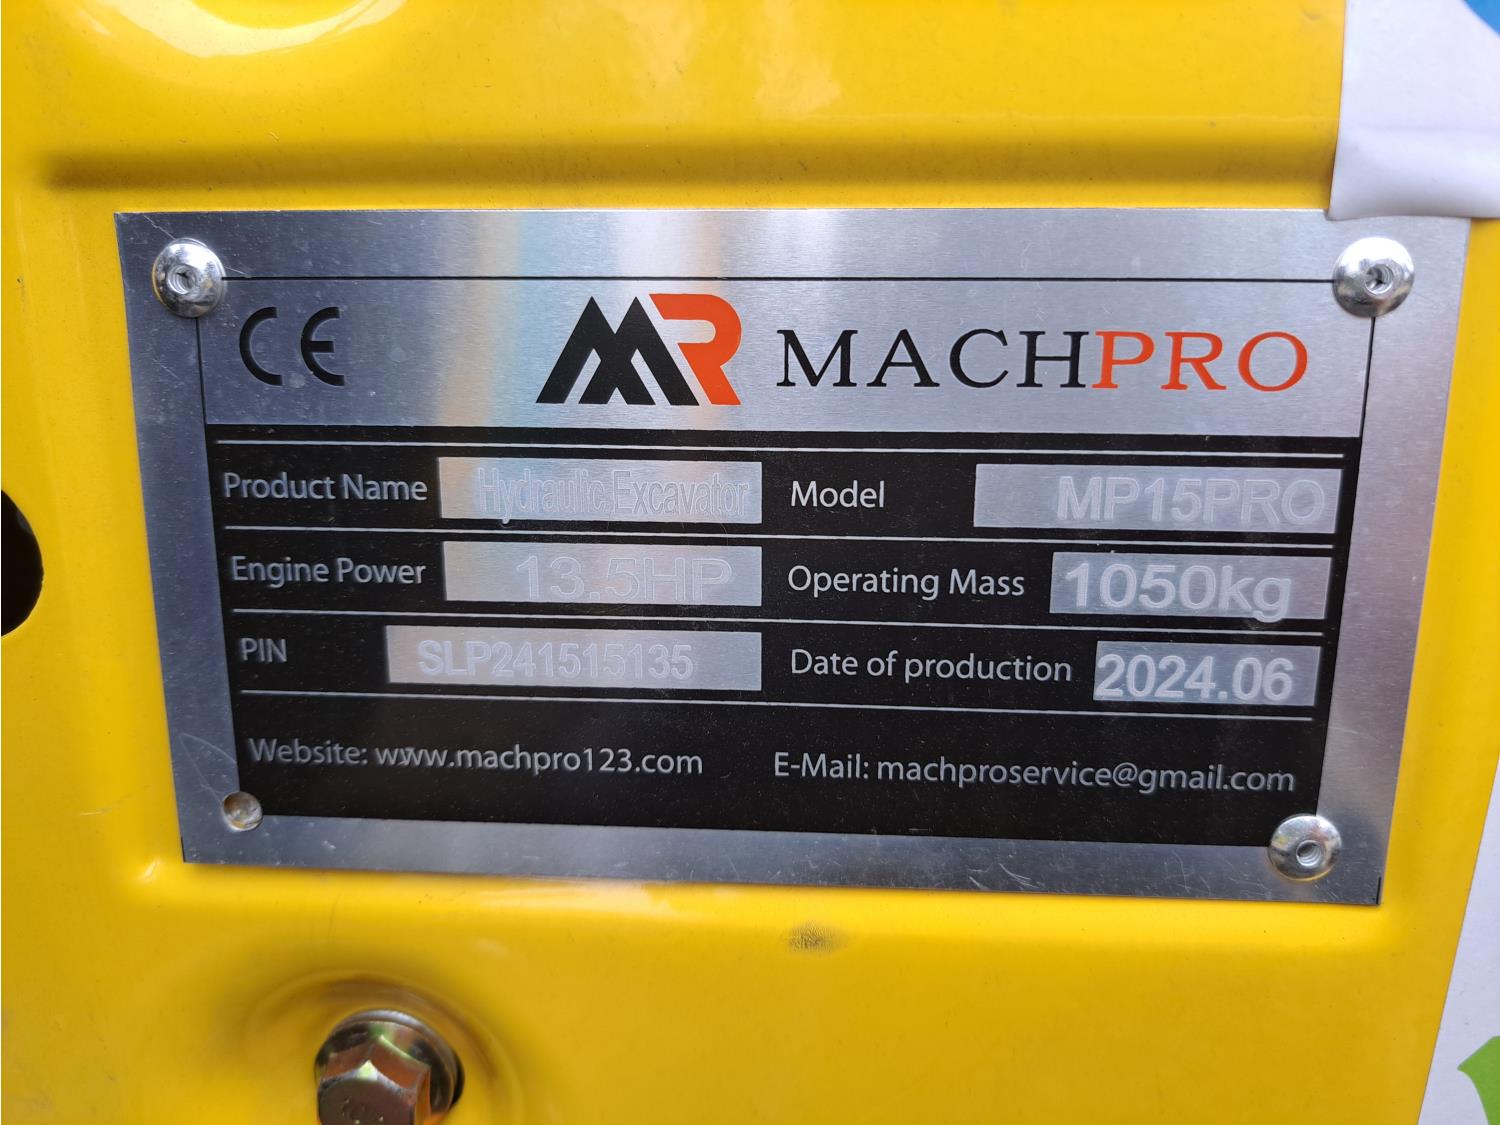 CE MR MACHPRO
Product Name Hydraulic Excavator Model MP15PRO
Engine Power 13.5HP Operating Mass 1050kg
PIN SLP241515135 Date of production 2024.06
Website: www.machpro123.com E-Mail: machproservice@gmail.com